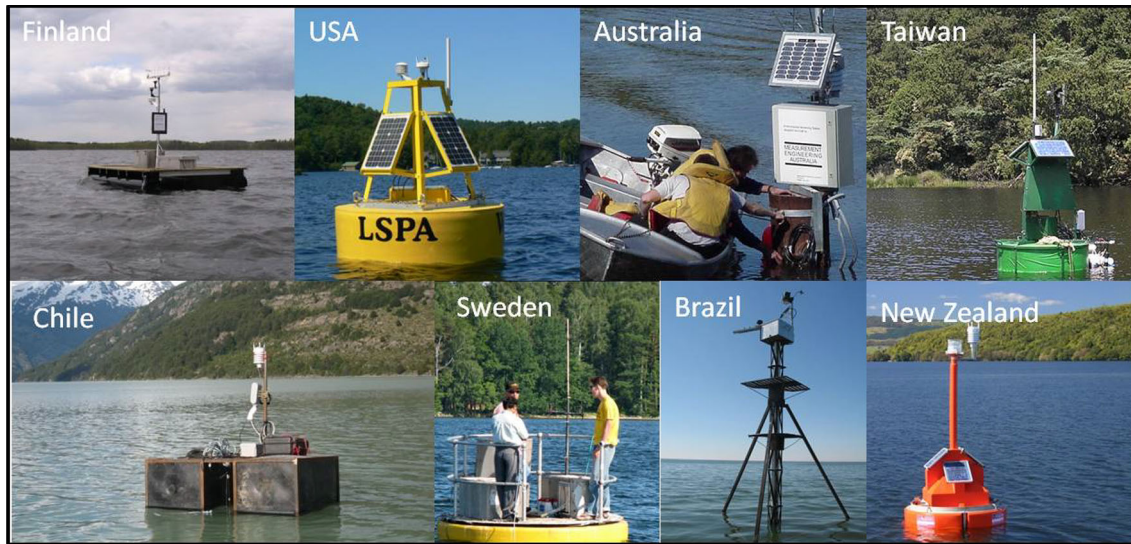 Finland
USA
Australia
Taiwan
LSPA
MEASUREMENT
ENGINEERING
AUSTRALIA
Chile
Sweden
Brazil
New Zealand